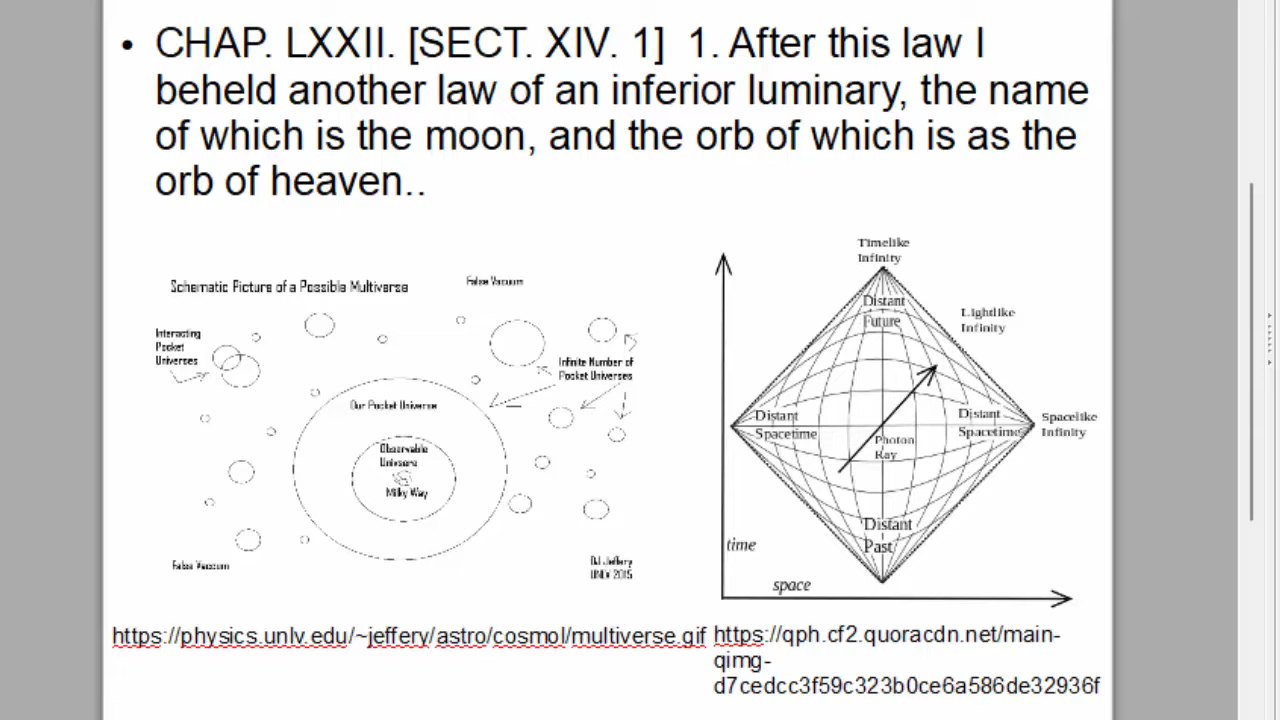 • CHAP. LXXII. [SECT. XIV. 1]  1. After this law I
beheld another law of an inferior luminary, the name
of which is the moon, and the orb of which is as the
orb of heaven..
Schematic Picture of a Possible Multiverse
False Vacuum
Interacting
Pocket
Universes
Infinite Number of
Pocket Universes
Our Pocket Universe
Observable
Universe
Milky Way
False Vacuum
DJ Jeffery
UNLV 2015
Timelike
Infinity
Distant
Future
Lightlike
Infinity
Distant
Spacetime
Distant
Spacetime
Spacelike
Infinity
Photon
Ray
Distant
Past
time
space
https://physics.unlv.edu/~jeffery/astro/cosmol/multiverse.gif
https://qph.cf2.quoracdn.net/main-
qimg-
d7cedcc3f59c323b0ce6a586de32936f